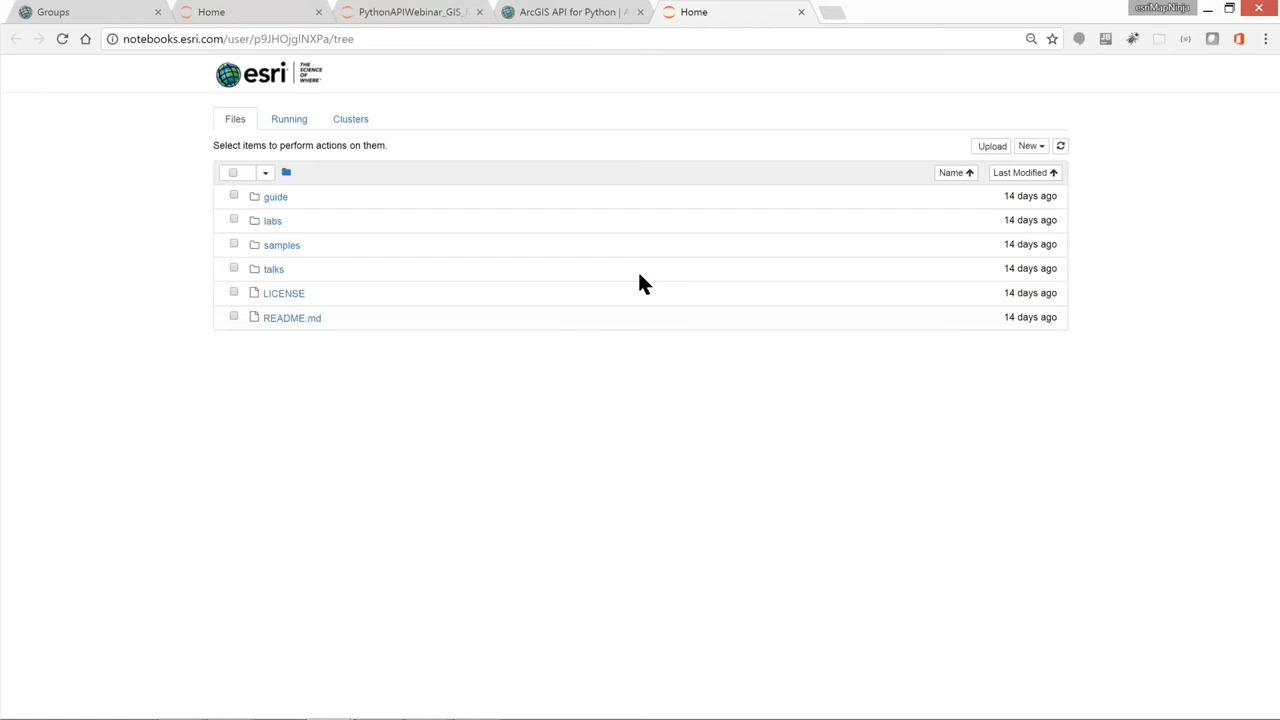 Groups
Home
PythonAPIWebinar_GIS_
ArcGIS API for Python | A
Home
esriMapNinja
notebooks.esri.com/user/p9JHOjglNXPa/tree
esri
THE
SCIENCE
OF
WHERE
Files
Running
Clusters
Select items to perform actions on them.
Upload
New
Name
Last Modified
guide
14 days ago
labs
14 days ago
samples
14 days ago
talks
14 days ago
LICENSE
14 days ago
README.md
14 days ago